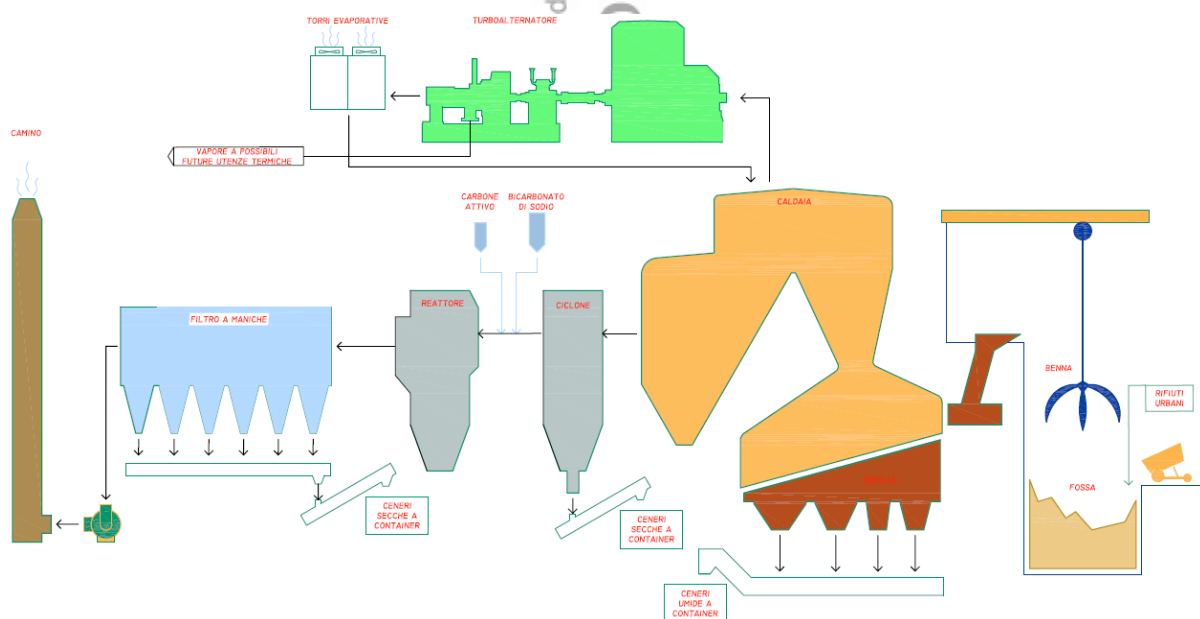 TORRI EVAPORATIVE
TURBOALTERNATORE
CAMINO
VAPORE A POSSIBILI
FUTURE UTENZE TERMICHE
CARBONE
ATTIVO
BICARBONATO
DI SODIO
CALDAIA
REATTORE
CICLONE
FILTRO A MANICHE
BENNA
RIFIUTI
URBANI
FOSSA
CENERI
SECCHE A
CONTAINER
CENERI
SECCHE A
CONTAINER
CENERI
UMIDE A
CONTAINER